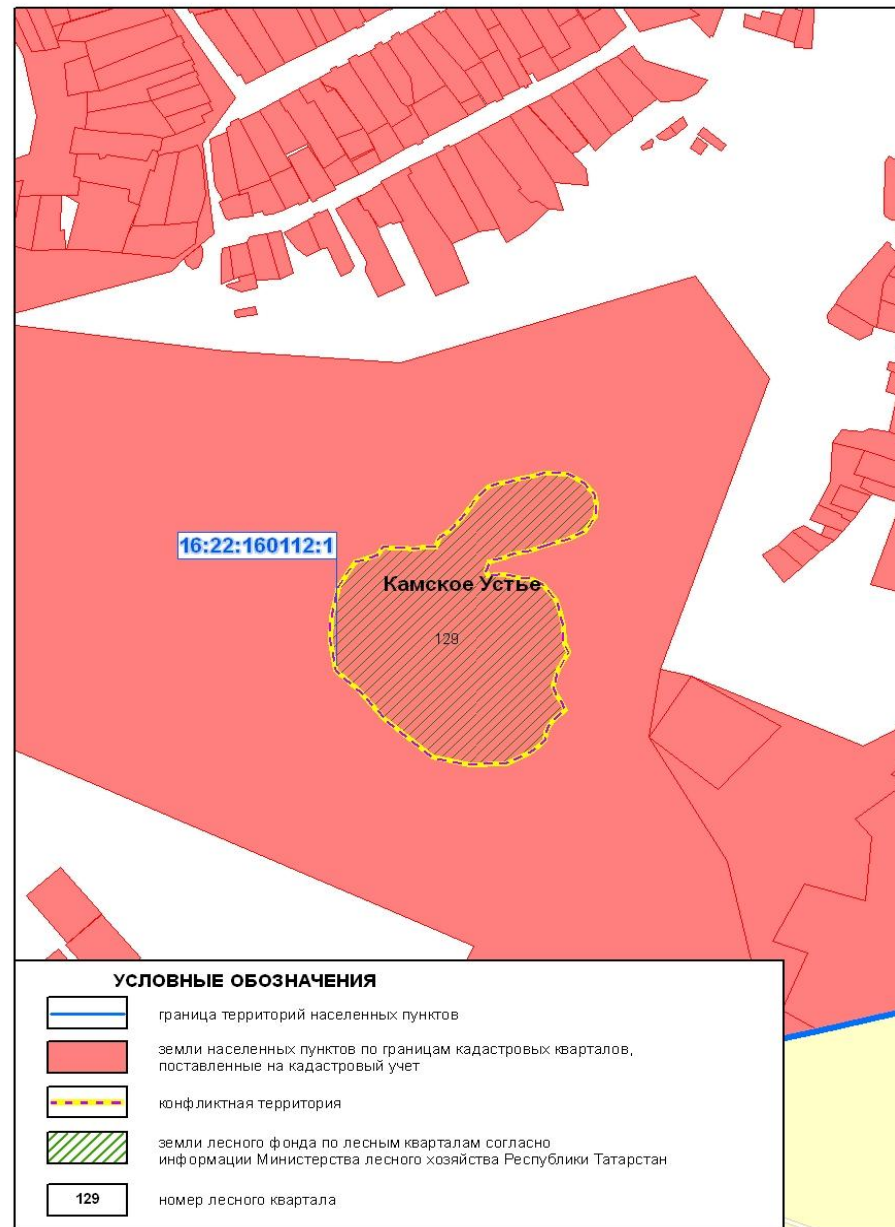 16:22:160112:1
Камское Устье
129
УСЛОВНЫЕ ОБОЗНАЧЕНИЯ
граница территорий населенных пунктов
земли населенных пунктов по границам кадастровых кварталов,
поставленные на кадастровый учет
конфликтная территория
земли лесного фонда по лесным кварталам согласно
информации Министерства лесного хозяйства Республики Татарстан
129
номер лесного квартала